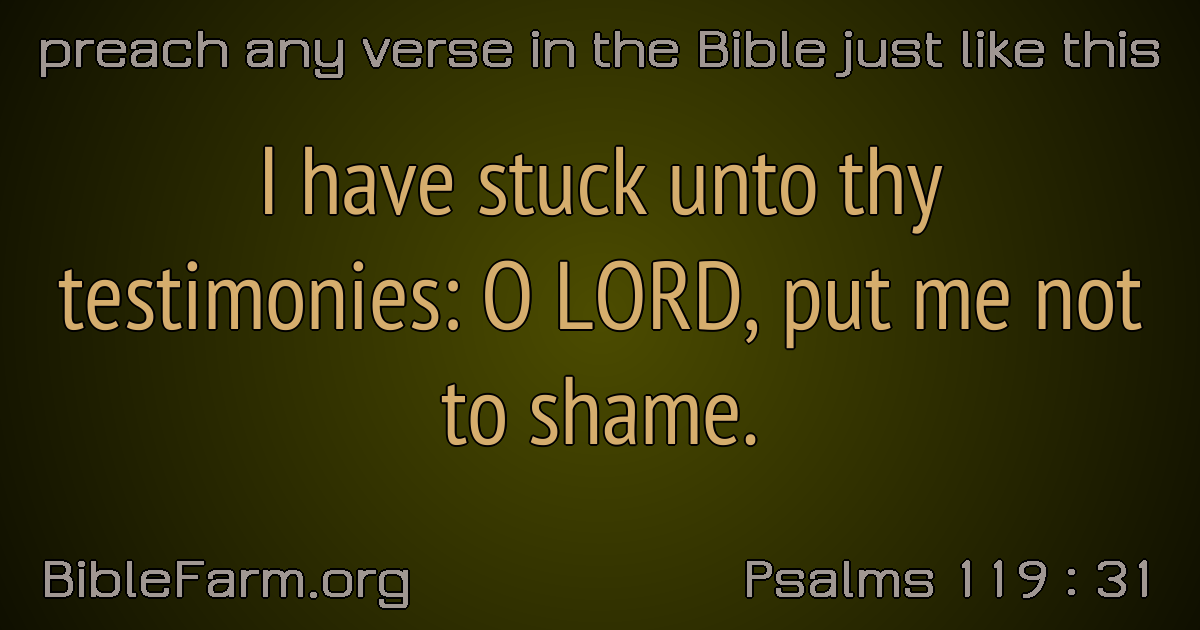 preach any verse in the Bible just like this
I have stuck unto thy
testimonies: O LORD, put me not
to shame.
BibleFarm.org
Psalms 119 : 31